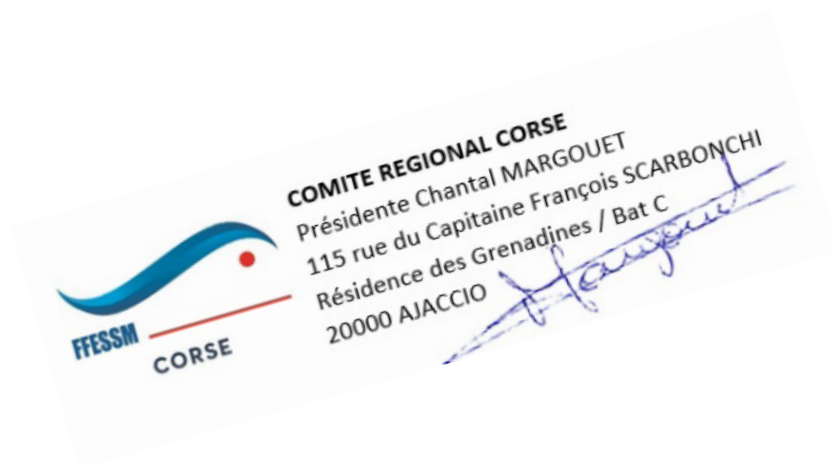 COMITE REGIONAL CORSE
Présidente Chantal MARGOUET
115 rue du Capitaine François SCARBONCHI
Résidence des Grenadines / Bat C
20000 AJACCIO
Margouet
FFESSM
CORSE